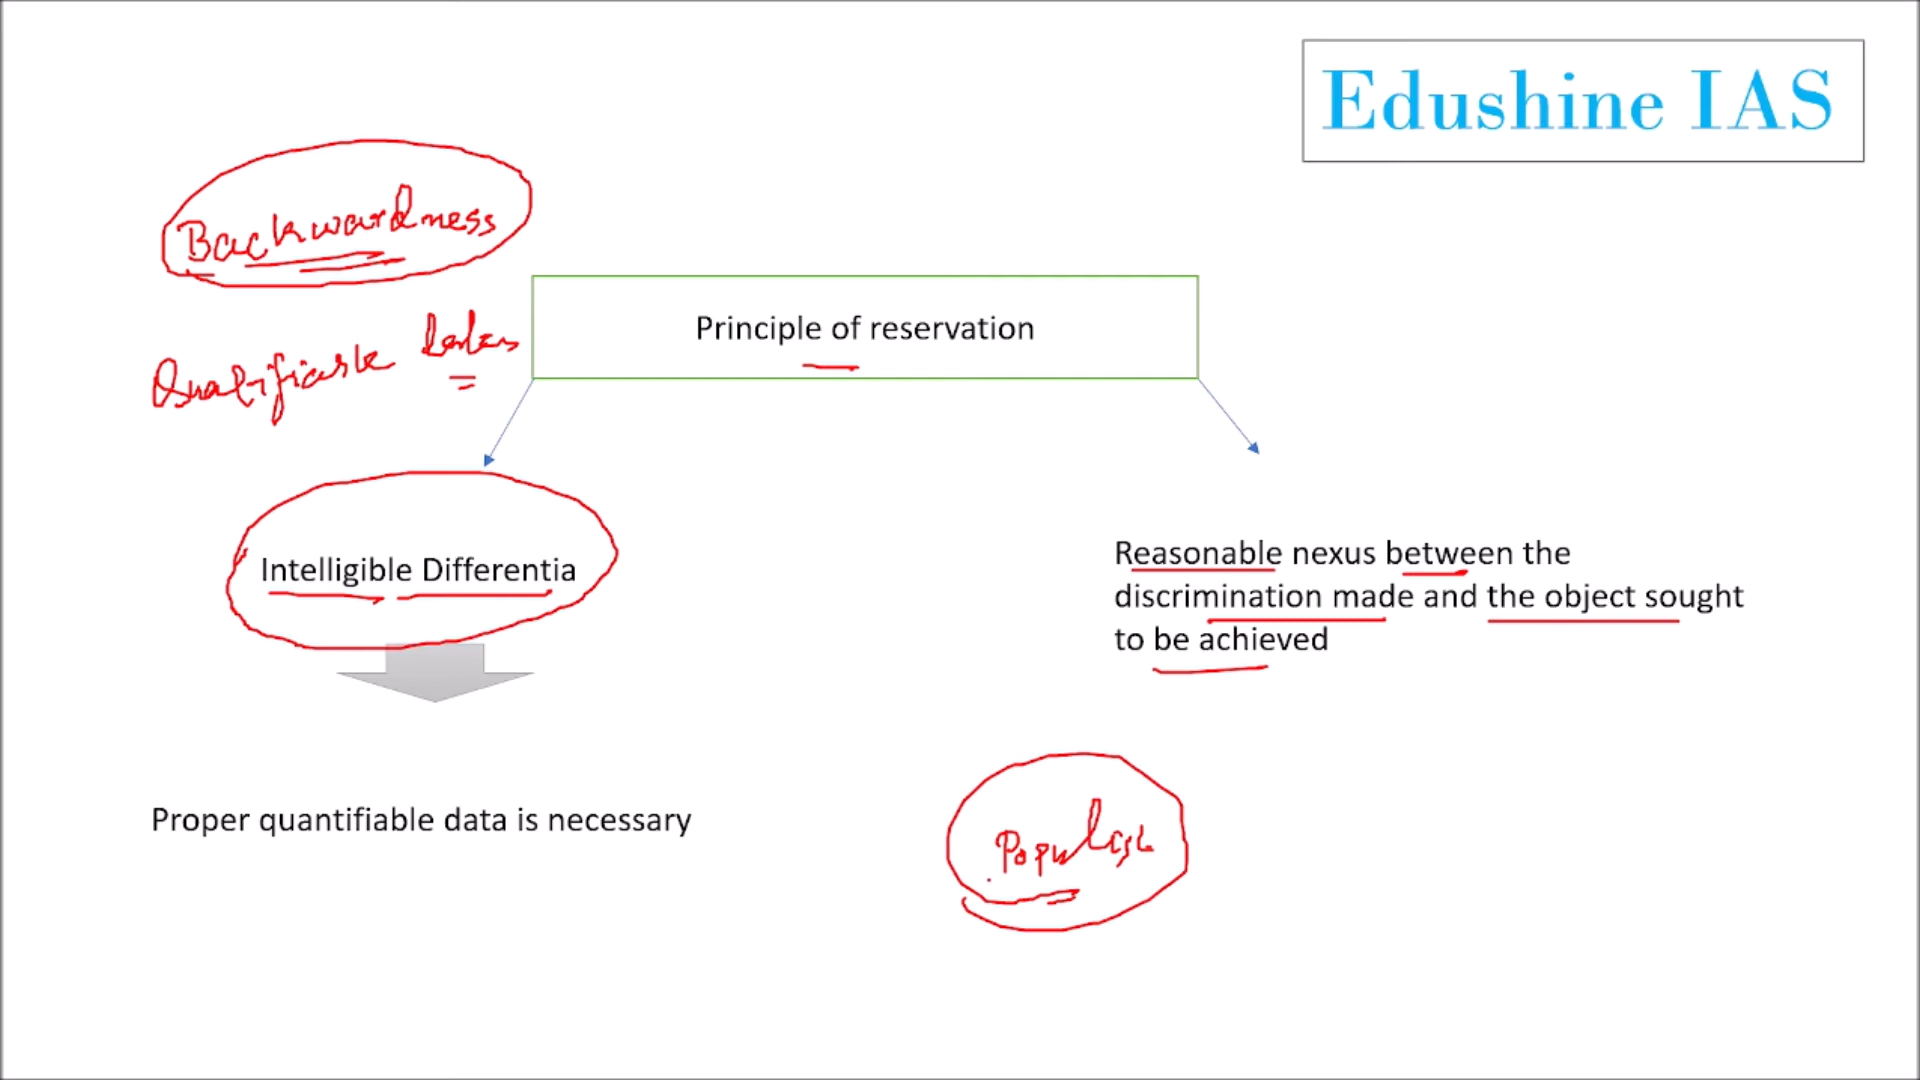 Edushine IAS
Backwardness
Principle of reservation
Intelligible Differentia
Reasonable nexus between the
discrimination made and the object sought
to be achieved
Proper quantifiable data is necessary
Populist